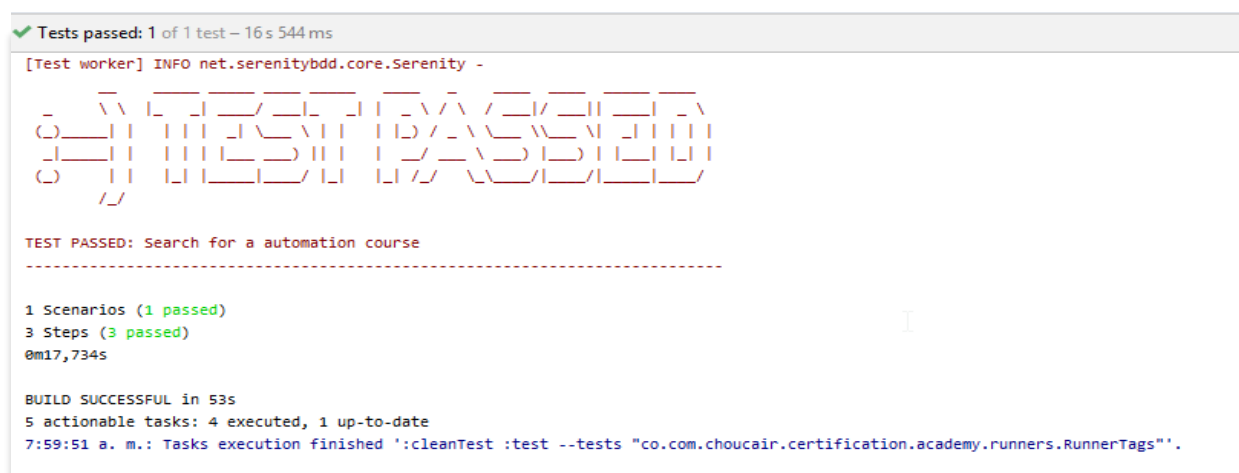 Tests passed: 1 of 1 test – 16 s 544 ms
[Test worker] INFO net.serenitybdd.core.Serenity -
:-) TEST PASSED
TEST PASSED: Search for a automation course
----------------------------------------------------------------------------
1 Scenarios (1 passed)
3 Steps (3 passed)
0m17,734s
BUILD SUCCESSFUL in 53s
5 actionable tasks: 4 executed, 1 up-to-date
7:59:51 a. m.: Tasks execution finished ':cleanTest :test --tests "co.com.choucair.certification.academy.runners.RunnerTags"'.